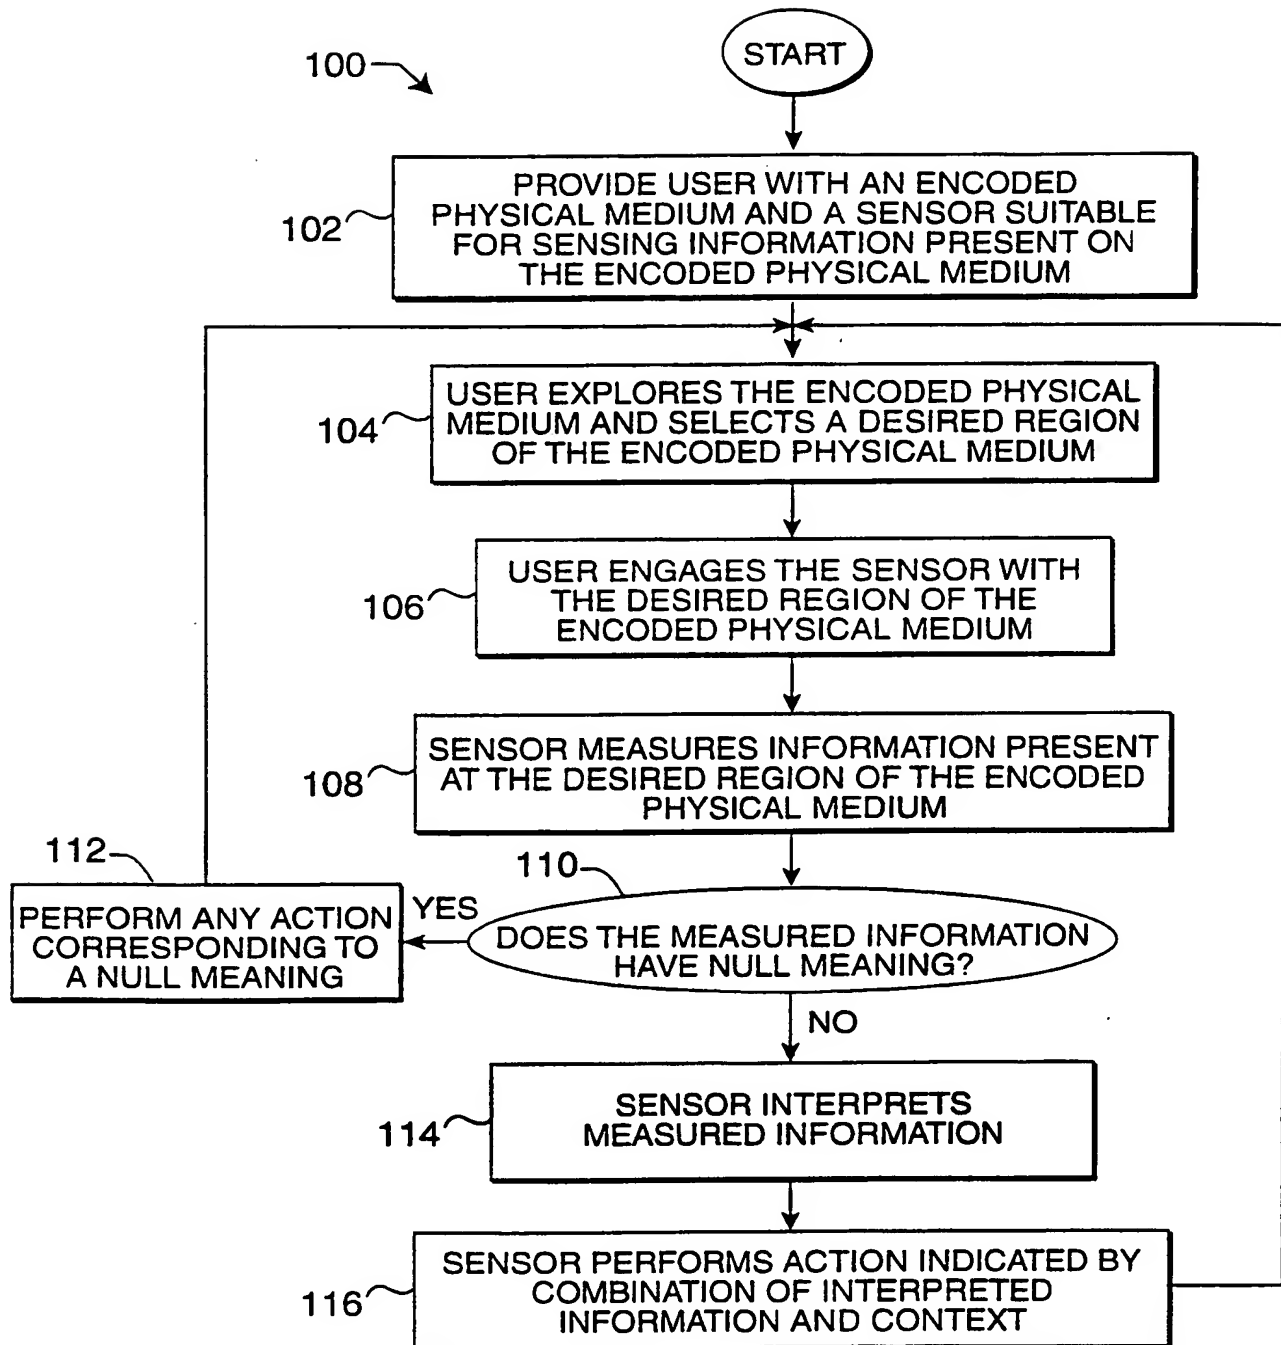 START
100
PROVIDE USER WITH AN ENCODED
PHYSICAL MEDIUM AND A SENSOR SUITABLE
FOR SENSING INFORMATION PRESENT ON
THE ENCODED PHYSICAL MEDIUM
102
USER EXPLORES THE ENCODED PHYSICAL
MEDIUM AND SELECTS A DESIRED REGION
OF THE ENCODED PHYSICAL MEDIUM
104
USER ENGAGES THE SENSOR WITH
THE DESIRED REGION OF THE
ENCODED PHYSICAL MEDIUM
106
SENSOR MEASURES INFORMATION PRESENT
AT THE DESIRED REGION OF THE ENCODED
PHYSICAL MEDIUM
108
110
DOES THE MEASURED INFORMATION
HAVE NULL MEANING?
YES
112
PERFORM ANY ACTION
CORRESPONDING TO
A NULL MEANING
NO
SENSOR INTERPRETS
MEASURED INFORMATION
114
SENSOR PERFORMS ACTION INDICATED BY
COMBINATION OF INTERPRETED
INFORMATION AND CONTEXT
116